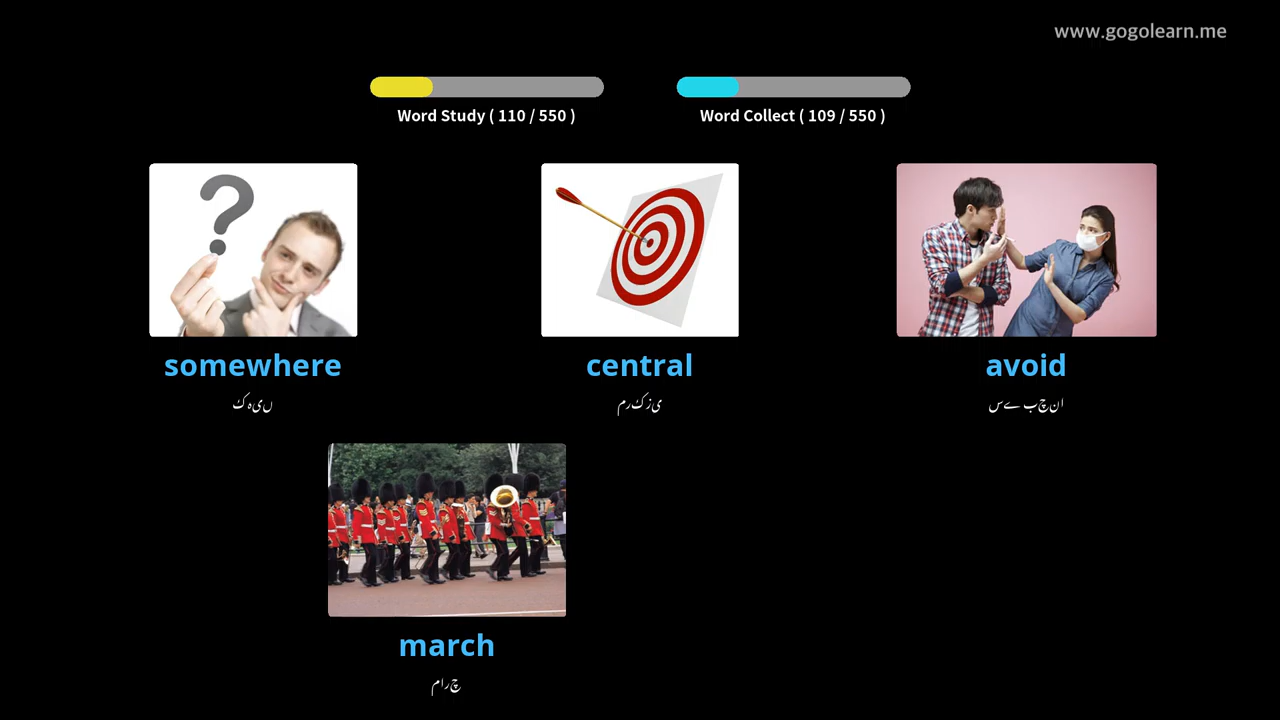 www.gogolearn.me
Word Study ( 110 / 550 )
Word Collect ( 109 / 550 )
somewhere
کہیں
central
مرکزی
avoid
سے بچنا
march
مارچ